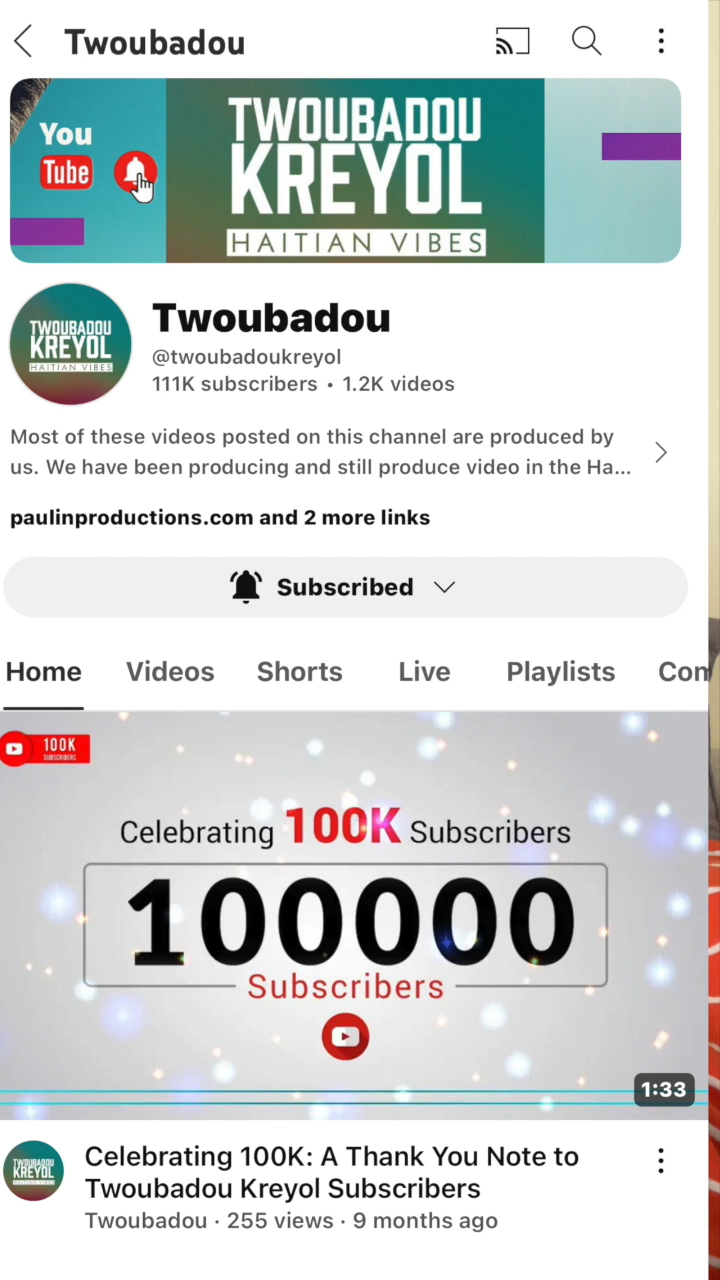 Twoubadou
You
Tube
TWOUBADOU
KREYOL
HAITIAN VIBES
TWOUBADOU
KREYOL
HAITIAN VIBES
Twoubadou
@twoubadoukreyol
111K subscribers • 1.2K videos
Most of these videos posted on this channel are produced by
us. We have been producing and still produce video in the Ha...
paulinproductions.com and 2 more links
Subscribed
Home Videos Shorts Live Playlists Com
100K
SUBSCRIBERS
Celebrating 100K Subscribers
100000
Subscribers
1:33
TWOUBADOU
KREYOL
HAITIAN VIBES
Celebrating 100K: A Thank You Note to
Twoubadou Kreyol Subscribers
Twoubadou · 255 views · 9 months ago